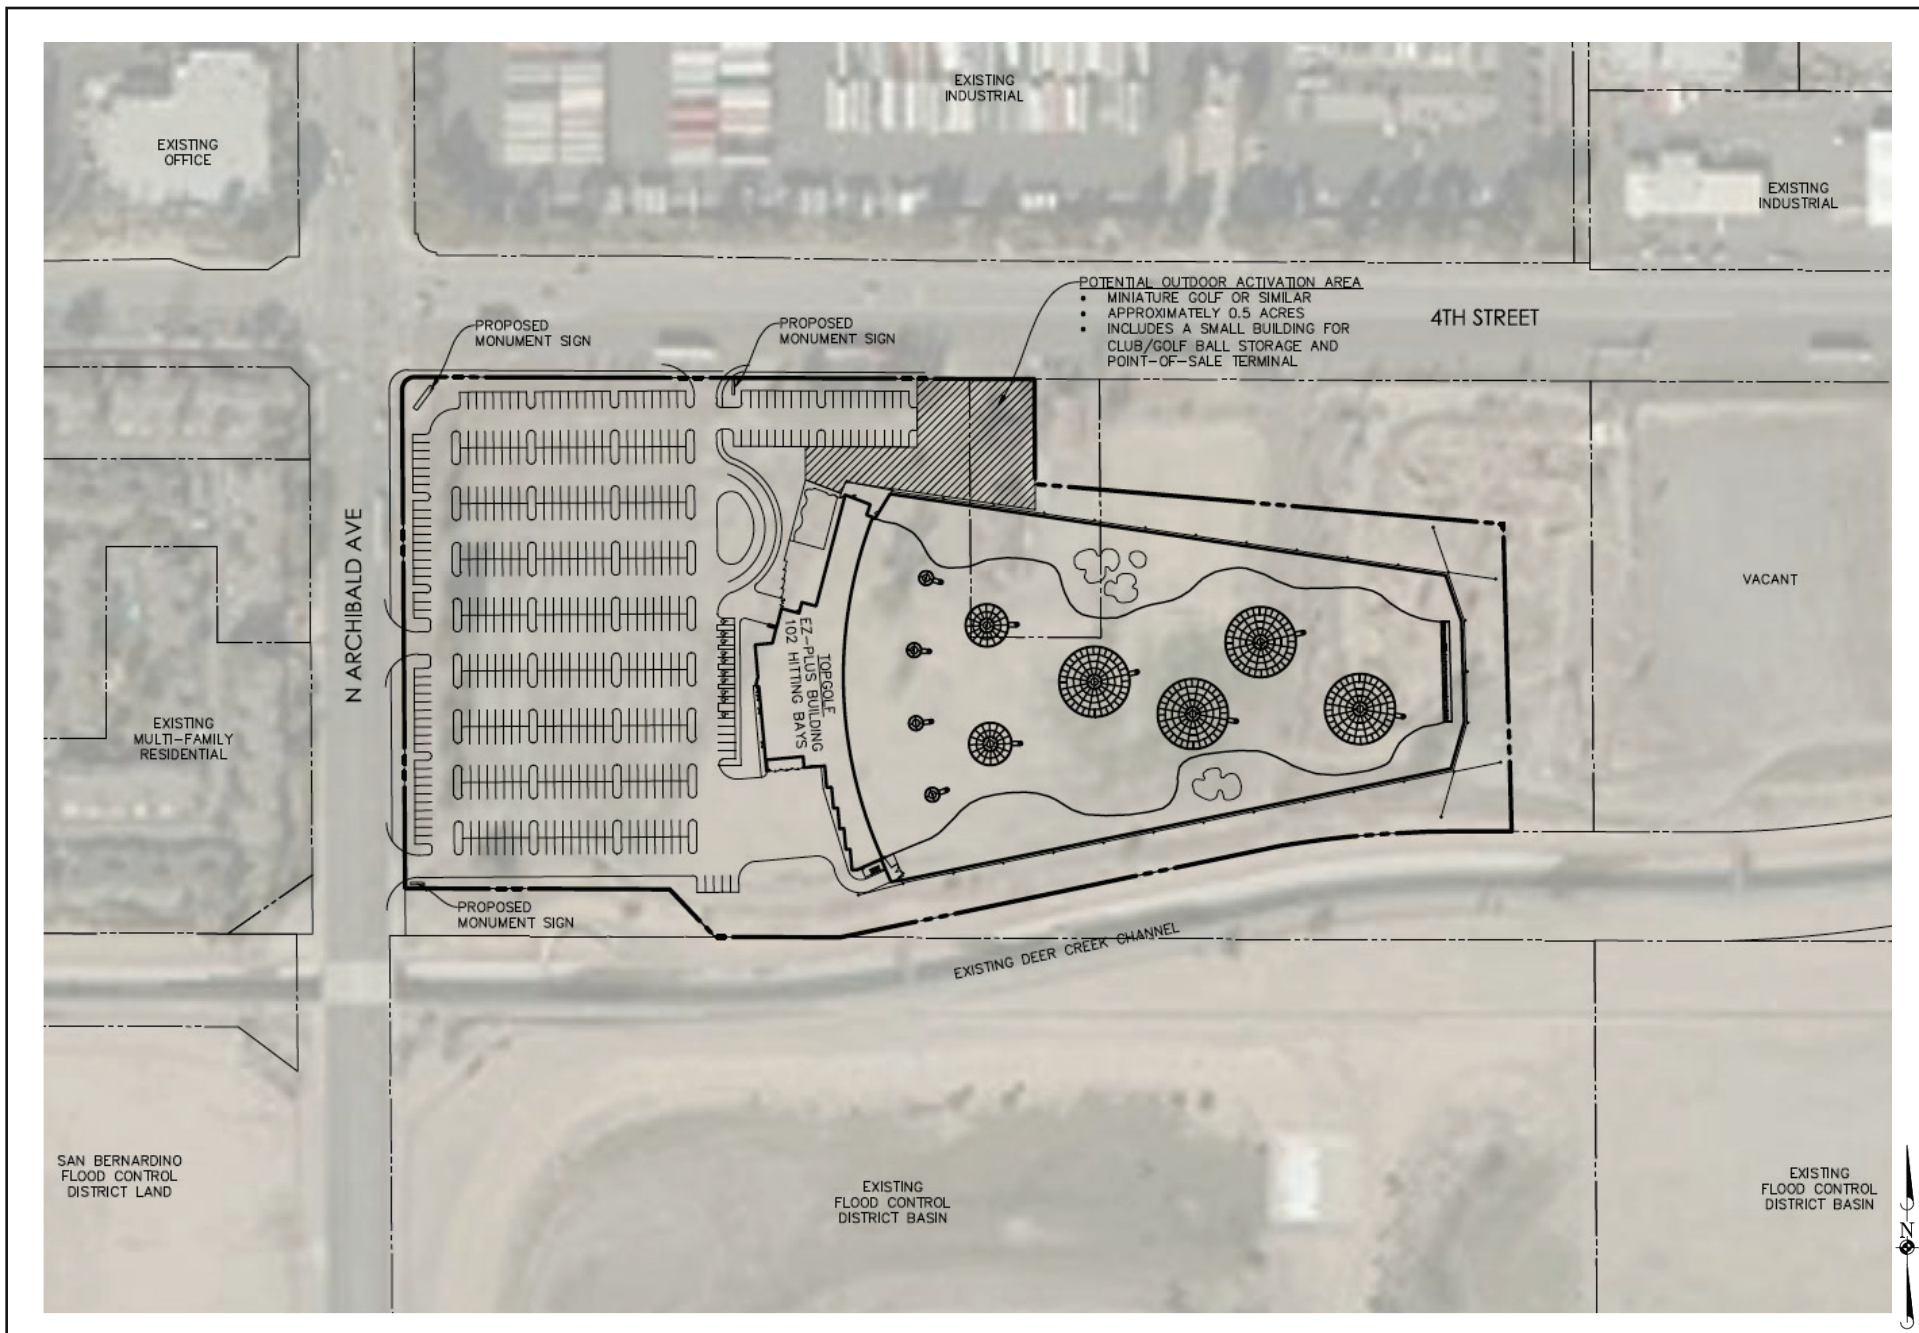 EXISTING
INDUSTRIAL
EXISTING
OFFICE
EXISTING
INDUSTRIAL
POTENTIAL OUTDOOR ACTIVATION AREA
• MINIATURE GOLF OR SIMILAR
• APPROXIMATELY 0.5 ACRES
• INCLUDES A SMALL BUILDING FOR
CLUB/GOLF BALL STORAGE AND
POINT-OF-SALE TERMINAL
4TH STREET
PROPOSED
MONUMENT SIGN
PROPOSED
MONUMENT SIGN
N ARCHIBALD AVE
VACANT
TOPGOLF
EZ-PLUS BUILDING
102 HITTING BAYS
EXISTING
MULTI-FAMILY
RESIDENTIAL
PROPOSED
MONUMENT SIGN
EXISTING DEER CREEK CHANNEL
SAN BERNARDINO
FLOOD CONTROL
DISTRICT LAND
EXISTING
FLOOD CONTROL
DISTRICT BASIN
EXISTING
FLOOD CONTROL
DISTRICT BASIN
N